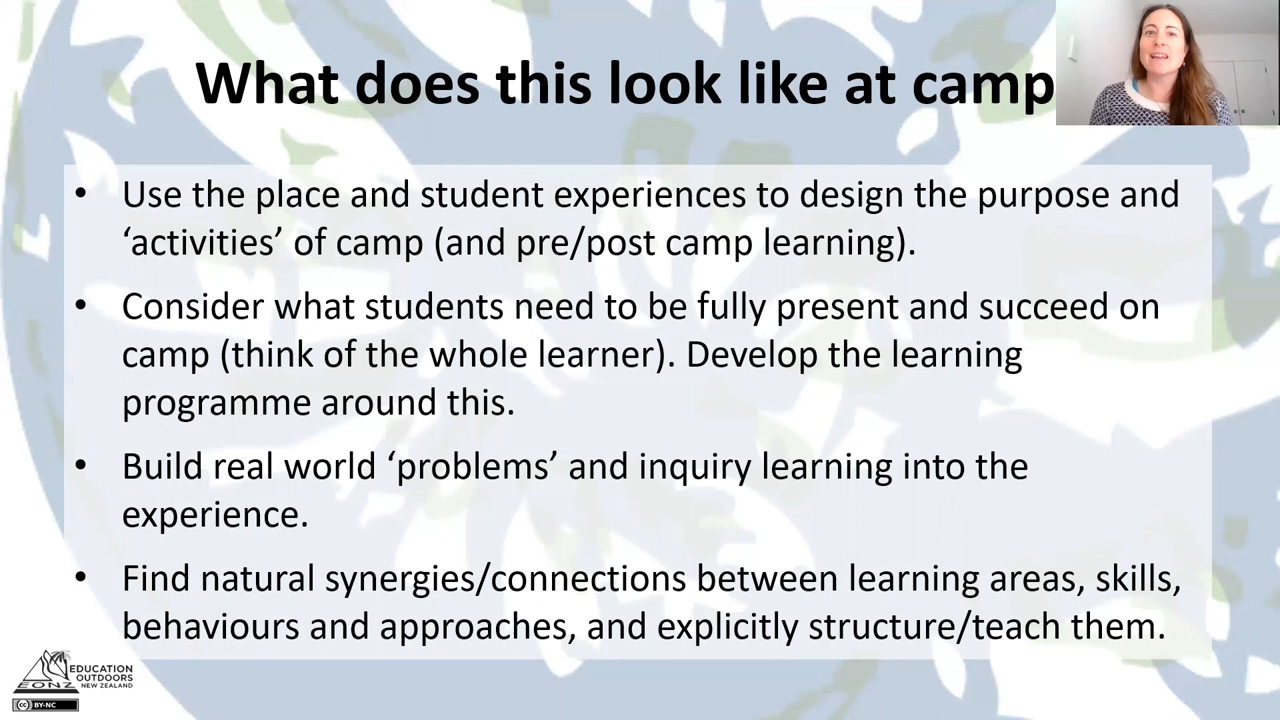 What does this look like at camp
• Use the place and student experiences to design the purpose and
‘activities’ of camp (and pre/post camp learning).
• Consider what students need to be fully present and succeed on
camp (think of the whole learner). Develop the learning
programme around this.
• Build real world ‘problems’ and inquiry learning into the
experience.
• Find natural synergies/connections between learning areas, skills,
behaviours and approaches, and explicitly structure/teach them.
EDUCATION
OUTDOORS
NEW ZEALAND
EONZ
cc BY-NC